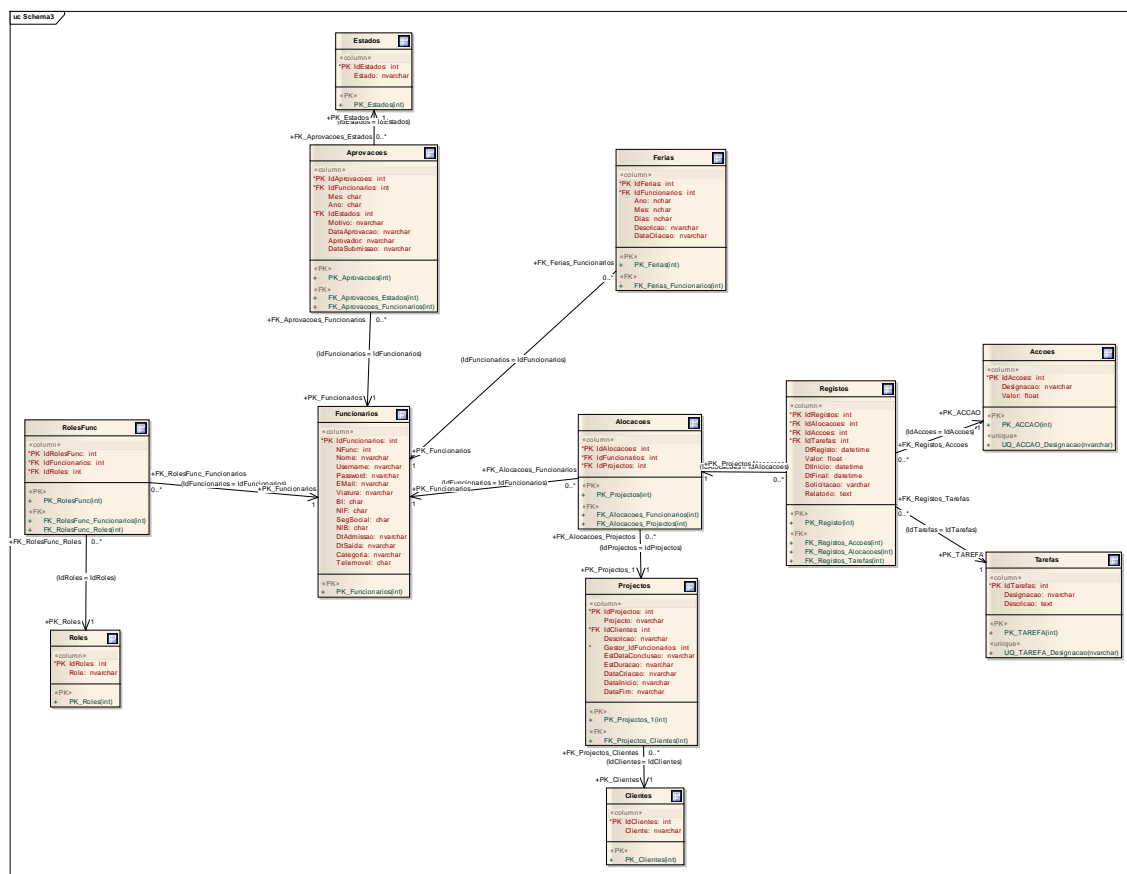 uc Schema3
Estados
«column»
*PK IdEstados: int
Estado: nvarchar
«PK»
+ PK_Estados(int)
+PK_Estados 1
(IdEstados = IdEstados)
+FK_Aprovacoes_Estados 0..*
Aprovacoes
«column»
*PK IdAprovacoes: int
*FK IdFuncionarios: int
Mes: char
Ano: char
*FK IdEstados: int
Motivo: nvarchar
DataAprovacao: nvarchar
Aprovador: nvarchar
DataSubmissao: nvarchar
«PK»
+ PK_Aprovacoes(int)
«FK»
+ FK_Aprovacoes_Estados(int)
+ FK_Aprovacoes_Funcionarios(int)
+FK_Aprovacoes_Funcionarios 0..*
(IdFuncionarios = IdFuncionarios)
+PK_Funcionarios 1
Ferias
«column»
*PK IdFerias: int
*FK IdFuncionarios: int
Ano: nchar
Mes: nchar
Dias: nchar
Descricao: nvarchar
DataCriacao: nvarchar
«PK»
+ PK_Ferias(int)
«FK»
+ FK_Ferias_Funcionarios(int)
+FK_Ferias_Funcionarios
0..*
(IdFuncionarios = IdFuncionarios)
+PK_Funcionarios
1
Accoes
«column»
*PK IdAccoes: int
Designacao: nvarchar
Valor: float
«PK»
+ PK_ACCAO(int)
«unique»
+ UQ_ACCAO_Designacao(nvarchar)
+PK_ACCAO
1
(IdAccoes = IdAccoes)
+FK_Registos_Accoes
0..*
Registos
«column»
*PK IdRegistos: int
*FK IdAlocacoes: int
*FK IdAccoes: int
*FK IdTarefas: int
DtRegisto: datetime
Valor: float
DtInicio: datetime
DtFinal: datetime
Solicitacao: varchar
Relatorio: text
«PK»
+ PK_Registo(int)
«FK»
+ FK_Registos_Accoes(int)
+ FK_Registos_Alocacoes(int)
+ FK_Registos_Tarefas(int)
+FK_Registos_Tarefas
0..*
(IdTarefas = IdTarefas)
+PK_TAREFA
1
Tarefas
«column»
*PK IdTarefas: int
Designacao: nvarchar
Descricao: text
«PK»
+ PK_TAREFA(int)
«unique»
+ UQ_TAREFA_Designacao(nvarchar)
RolesFunc
«column»
*PK IdRolesFunc: int
*FK IdFuncionarios: int
*FK IdRoles: int
«PK»
+ PK_RolesFunc(int)
«FK»
+ FK_RolesFunc_Funcionarios(int)
+ FK_RolesFunc_Roles(int)
+FK_RolesFunc_Funcionarios
0..*
(IdFuncionarios = IdFuncionarios)
+PK_Funcionarios
1
+FK_RolesFunc_Roles 0..*
(IdRoles = IdRoles)
+PK_Roles 1
Roles
«column»
*PK IdRoles: int
Role: nvarchar
«PK»
+ PK_Roles(int)
Funcionarios
«column»
*PK IdFuncionarios: int
NFunc: int
Nome: nvarchar
Username: nvarchar
Password: nvarchar
EMail: nvarchar
Viatura: nvarchar
BI: char
NIF: char
SegSocial: char
NIB: char
DtAdmissao: nvarchar
DtSaida: nvarchar
Categoria: nvarchar
Telemovel: char
«PK»
+ PK_Funcionarios(int)
+FK_Alocacoes_Funcionarios
0..*
(IdFuncionarios = IdFuncionarios)
+PK_Funcionarios
1
Alocacoes
«column»
*PK IdAlocacoes: int
*FK IdFuncionarios: int
*FK IdProjectos: int
«PK»
+ PK_Projectos(int)
«FK»
+ FK_Alocacoes_Funcionarios(int)
+ FK_Alocacoes_Projectos(int)
+PK_Projectos
1
0..*
+FK_Alocacoes_Projectos 0..*
(IdProjectos = IdProjectos)
+PK_Projectos_1 1
Projectos
«column»
*PK IdProjectos: int
Projecto: nvarchar
*FK IdClientes: int
Descricao: nvarchar
* Gestor_IdFuncionarios: int
EstDataConclusao: nvarchar
EstDuracao: nvarchar
DataCriacao: nvarchar
DataInicio: nvarchar
DataFim: nvarchar
«PK»
+ PK_Projectos_1(int)
«FK»
+ FK_Projectos_Clientes(int)
+FK_Projectos_Clientes 0..*
(IdClientes = IdClientes)
+PK_Clientes 1
Clientes
«column»
*PK IdClientes: int
Cliente: nvarchar
«PK»
+ PK_Clientes(int)